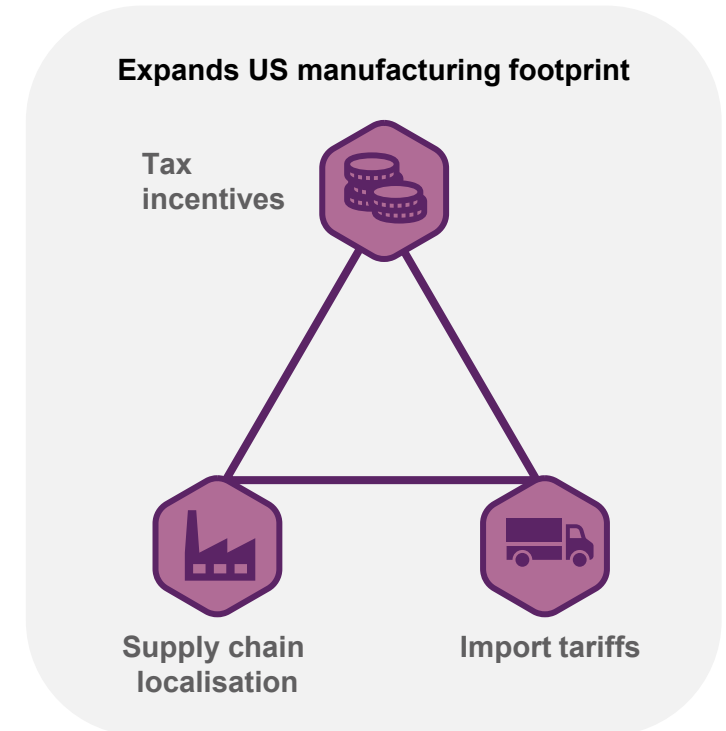 Expands US manufacturing footprint
Tax
incentives
Supply chain
localisation
Import tariffs